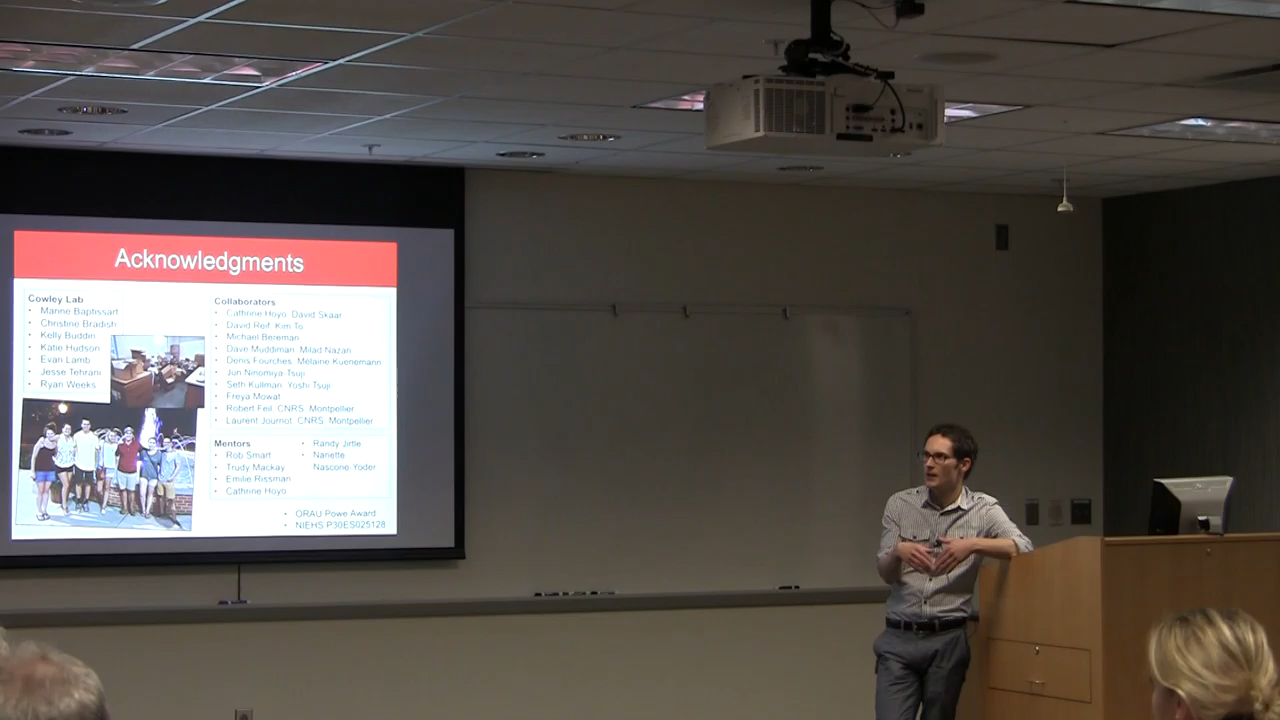 Acknowledgments
Cowley Lab
• Marine Baptissart
• Christine Bradish
• Kelly Buddin
• Katie Hudson
• Evan Lamb
• Jesse Tehrani
• Ryan Weeks
Collaborators
• Cathrine Hoyo, David Skaar
• David Reif, Kim To
• Michael Bereman
• Dave Muddiman, Milad Nazari
• Denis Fourches, Melaine Kuenemann
• Jun Ninomiya-Tsuji
• Seth Kullman, Yoshi Tsuji
• Freya Mowat
• Robert Feil, CNRS, Montpellier
• Laurent Journot, CNRS, Montpellier
Mentors
• Rob Smart
• Trudy Mackay
• Emilie Rissman
• Cathrine Hoyo
• Randy Jirtle
• Nanette
Nascone-Yoder
• ORAU Powe Award
• NIEHS P30ES025128